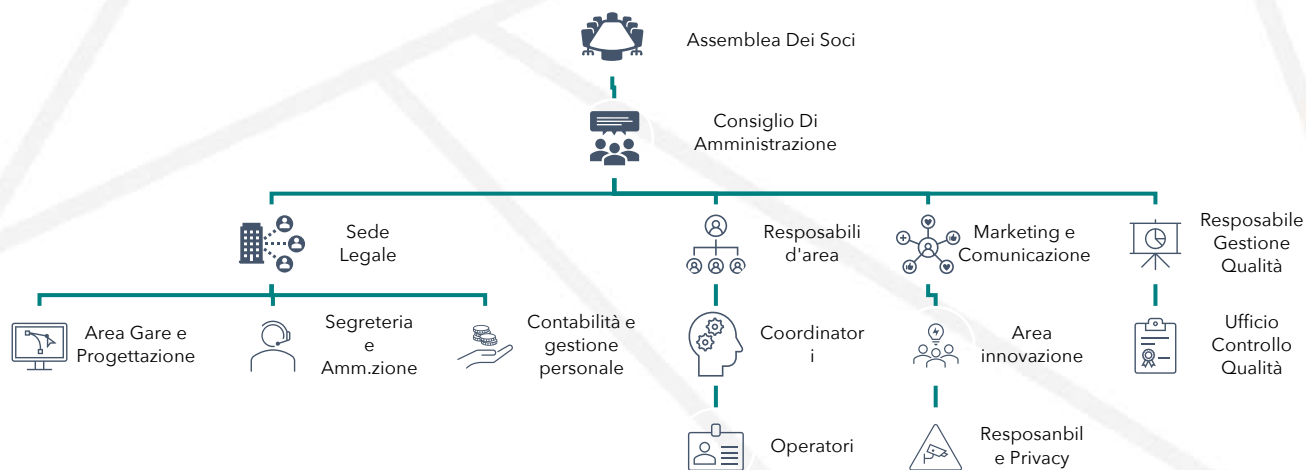 Assemblea Dei Soci
Consiglio Di
Amministrazione
Sede
Legale
Resposabili
d'area
Marketing e
Comunicazione
Resposabile
Gestione
Qualità
Area Gare e
Progettazione
Segreteria
e
Amm.zione
Contabilità e
gestione
personale
Coordinator
i
Area
innovazione
Ufficio
Controllo
Qualità
Operatori
Resposanbil
e Privacy